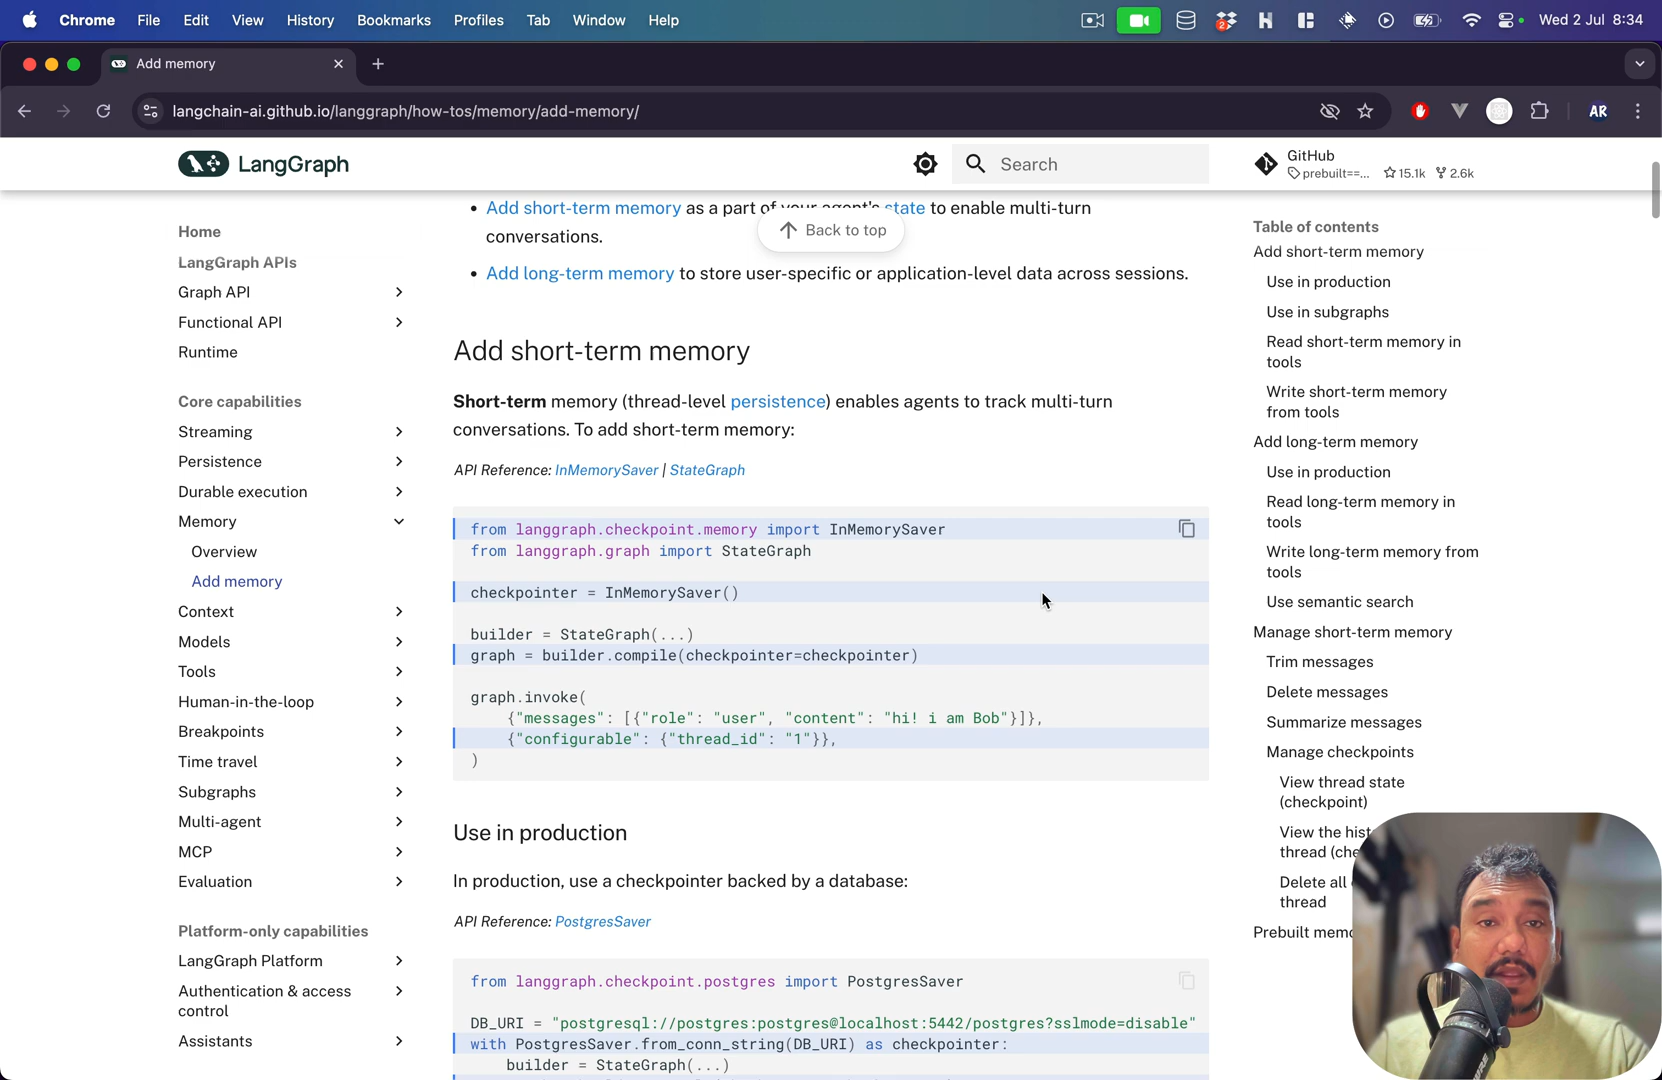 Chrome File Edit View History Bookmarks Profiles Tab Window Help
2
Wed 2 Jul 8:34
Add memory
langchain-ai.github.io/langgraph/how-tos/memory/add-memory/
AR
LangGraph
Search
GitHub
prebuilt==... 15.1k 2.6k
Home
LangGraph APIs
Graph API
Functional API
Runtime
Core capabilities
Streaming
Persistence
Durable execution
Memory
Overview
Add memory
Context
Models
Tools
Human-in-the-loop
Breakpoints
Time travel
Subgraphs
Multi-agent
MCP
Evaluation
Platform-only capabilities
LangGraph Platform
Authentication & access
control
Assistants
Add short-term memory as a part of your agent's state to enable multi-turn
conversations.
Back to top
Add long-term memory to store user-specific or application-level data across sessions.
Add short-term memory
Short-term memory (thread-level persistence) enables agents to track multi-turn
conversations. To add short-term memory:
API Reference: InMemorySaver | StateGraph
from langgraph.checkpoint.memory import InMemorySaver
from langgraph.graph import StateGraph
checkpointer = InMemorySaver()
builder = StateGraph(...)
graph = builder.compile(checkpointer=checkpointer)
graph.invoke(
{"messages": [{"role": "user", "content": "hi! i am Bob"}]},
{"configurable": {"thread_id": "1"}},
)
Use in production
In production, use a checkpointer backed by a database:
API Reference: PostgresSaver
from langgraph.checkpoint.postgres import PostgresSaver
DB_URI = "postgresql://postgres:postgres@localhost:5442/postgres?sslmode=disable"
with PostgresSaver.from_conn_string(DB_URI) as checkpointer:
builder = StateGraph(...)
Table of contents
Add short-term memory
Use in production
Use in subgraphs
Read short-term memory in
tools
Write short-term memory
from tools
Add long-term memory
Use in production
Read long-term memory in
tools
Write long-term memory from
tools
Use semantic search
Manage short-term memory
Trim messages
Delete messages
Summarize messages
Manage checkpoints
View thread state
(checkpoint)
View the hist
thread (che
Delete all
thread
Prebuilt memo